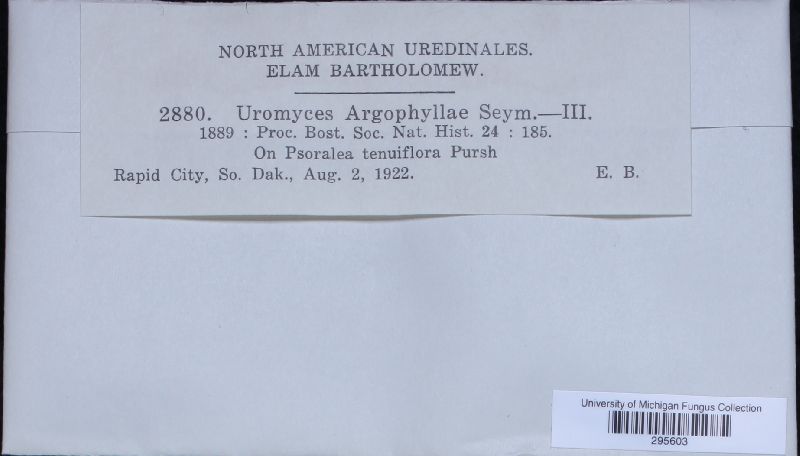 NORTH AMERICAN UREDINALES.
ELAM BARTHOLOMEW.
2880. Uromyces Argophyllae Seym.—III.
1889 : Proc. Bost. Soc. Nat. Hist. 24 : 185.
On Psoralea tenuiflora Pursh
Rapid City, So. Dak., Aug. 2, 1922. E. B.
University of Michigan Fungus Collection
295603